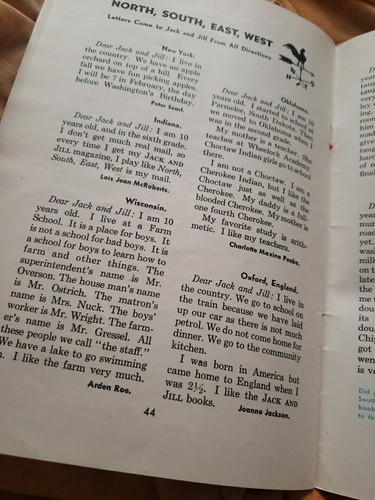 NORTH, SOUTH, EAST, WEST
Letters Come to Jack and Jill From All Directions
New York.
Dear Jack and Jill: I live in
the country. We have an apple
orchard on top of a hill. Every
fall we have fun picking apples.
I will be 7 in February, the day
before Washington's Birthday.
Peter Seuel.
Indiana.
Dear Jack and Jill: I am 10
years old, and in the sixth grade.
I don't get much real mail, so
every time I get my JACK AND
JILL magazine, I play like North,
South, East, West is my mail.
Lois Jean McRoberts.
Wisconsin.
Dear Jack and Jill: I am 10
years old. I live at a Farm
School. It is a place for boys. It
is not a school for bad boys. It is
a school for boys to learn how to
farm and other things. The
superintendent's name is Mr.
Overson. The house man's name
is Mr. Ostrich. The matron's
name is Mrs. Nuck. The boys'
worker is Mr. Wright. The farm-
er's name is Mr. Gressel. All
these people we call "the staff."
We have a lake to go swimming
I like the farm very much.
Arden Roe.
Oklahoma.
Dear Jack and Jill: I am 10
years old. I started to school at
Parmelee, South Dakota. Then
we moved to Oklahoma when I
was in the second grade.
My mother is a teacher. She
teaches at Wheelock Academy.
Choctaw Indian girls go to school
there.
I am not a Choctaw. I am a
Cherokee Indian, but I like the
Choctaw just as well as the
Cherokee. My daddy is a full-
blooded Cherokee. My mother is
one fourth Cherokee.
My favorite study is arith-
metic. I like my teachers.
Charlotte Maxine Peake.
Oxford, England.
Dear Jack and Jill: I live in
the country. We go to school on
the train because we have laid
up our car as there is not much
petrol. We do not come home for
dinner. We go to the community
kitchen.
I was born in America but
came home to England when I
was 2½. I like the JACK AND
JILL books.
Joanne Jackson.
44